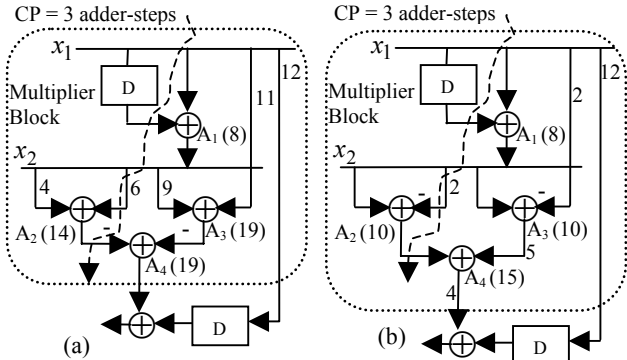 CP = 3 adder-steps
x1
D
12
11
Multiplier
Block
A1 (8)
x2
4
6
9
-
-
A2 (14)
A3 (19)
A4 (19)
D
(a)
CP = 3 adder-steps
x1
D
12
2
Multiplier
Block
A1(8)
x2
-
2
-
A2 (10)
A3 (10)
5
A4 (15)
4
D
(b)